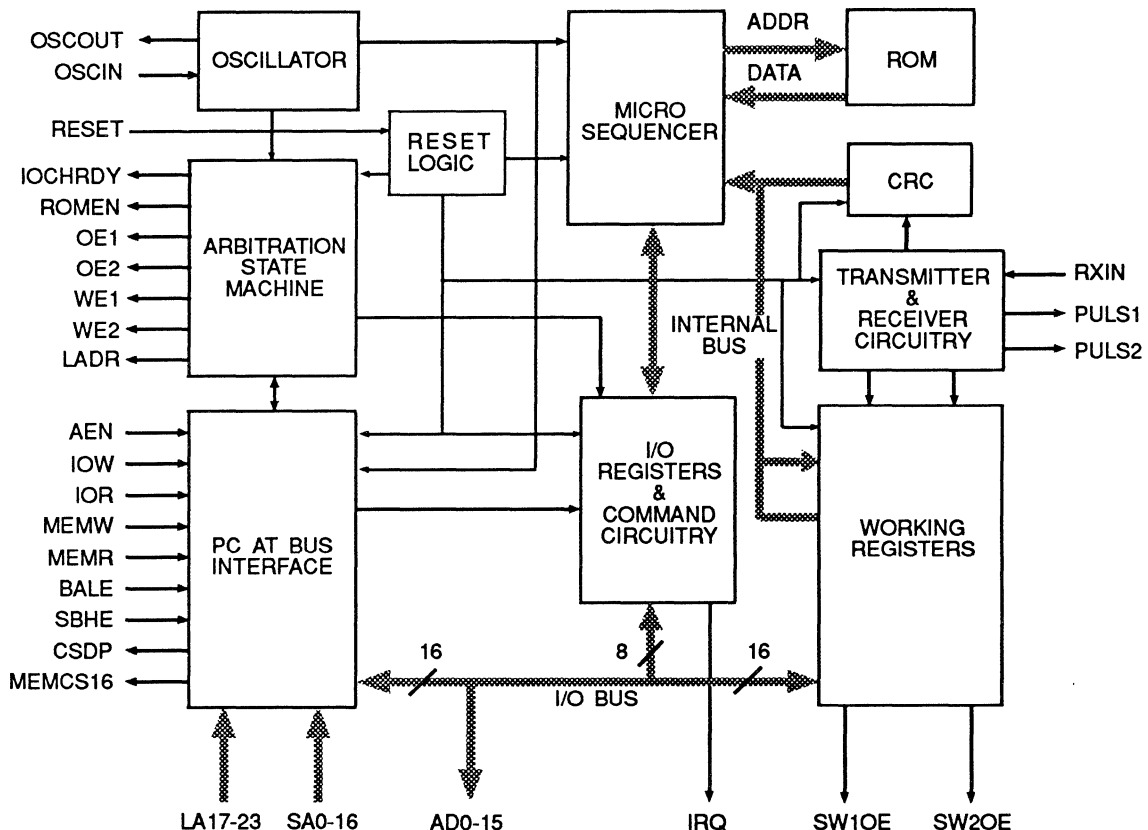 OSCOUT
OSCIN
OSCILLATOR
MICRO
SEQUENCER
ADDR
DATA
ROM
RESET
RESET
LOGIC
CRC
IOCHRDY
ROMEN
OE1
OE2
WE1
WE2
LADR
ARBITRATION
STATE
MACHINE
INTERNAL
BUS
TRANSMITTER
&
RECEIVER
CIRCUITRY
RXIN
PULS1
PULS2
AEN
IOW
IOR
MEMW
MEMR
BALE
SBHE
CSDP
MEMCS16
PC AT BUS
INTERFACE
I/O
REGISTERS
&
COMMAND
CIRCUITRY
WORKING
REGISTERS
16
8
16
I/O BUS
LA17-23
SA0-16
AD0-15
IRQ
SW1OE
SW2OE